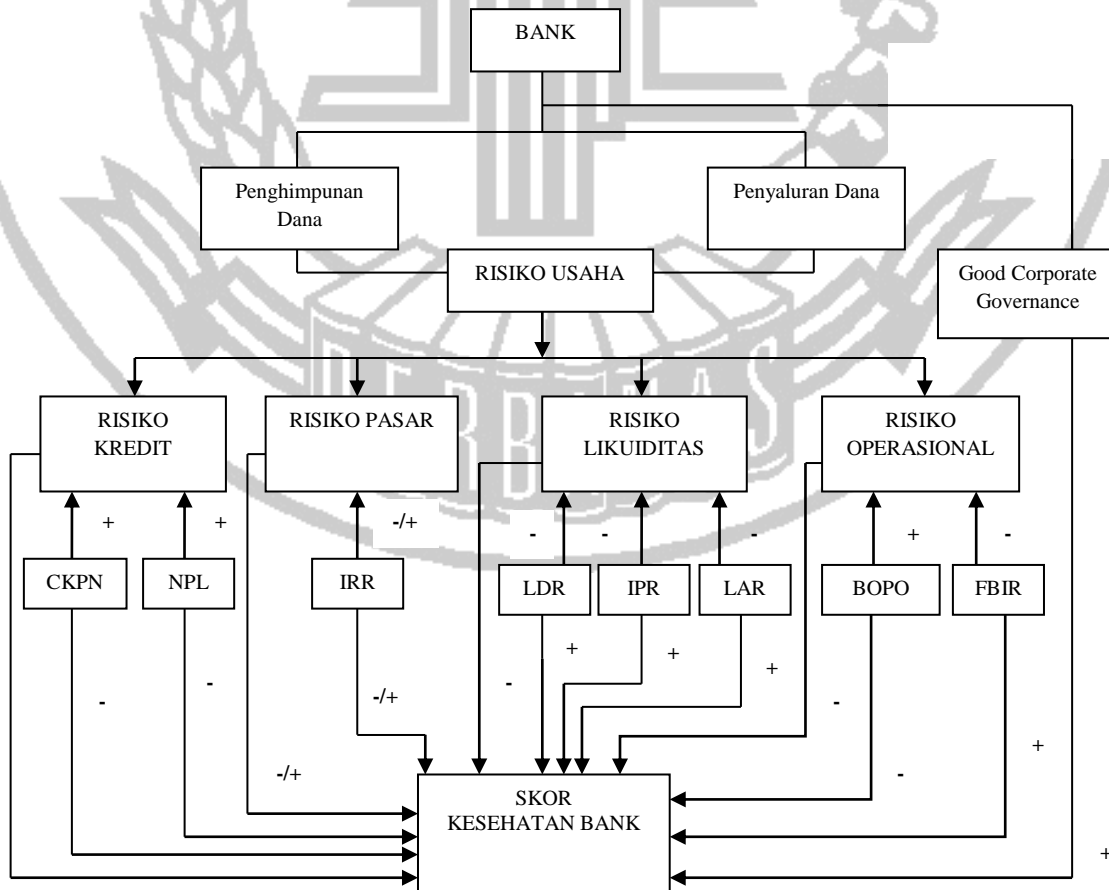 BANK
Penghimpunan
Dana
Penyaluran Dana
RISIKO USAHA
Good Corporate
Governance
RISIKO
KREDIT
RISIKO PASAR
RISIKO
LIKUIDITAS
RISIKO
OPERASIONAL
+
+
-/+
-
-
-
+
-
CKPN
NPL
IRR
LDR
IPR
LAR
BOPO
FBIR
+
+
+
-
-
-/+
-
-
+
-/+
-
SKOR
KESEHATAN BANK
+